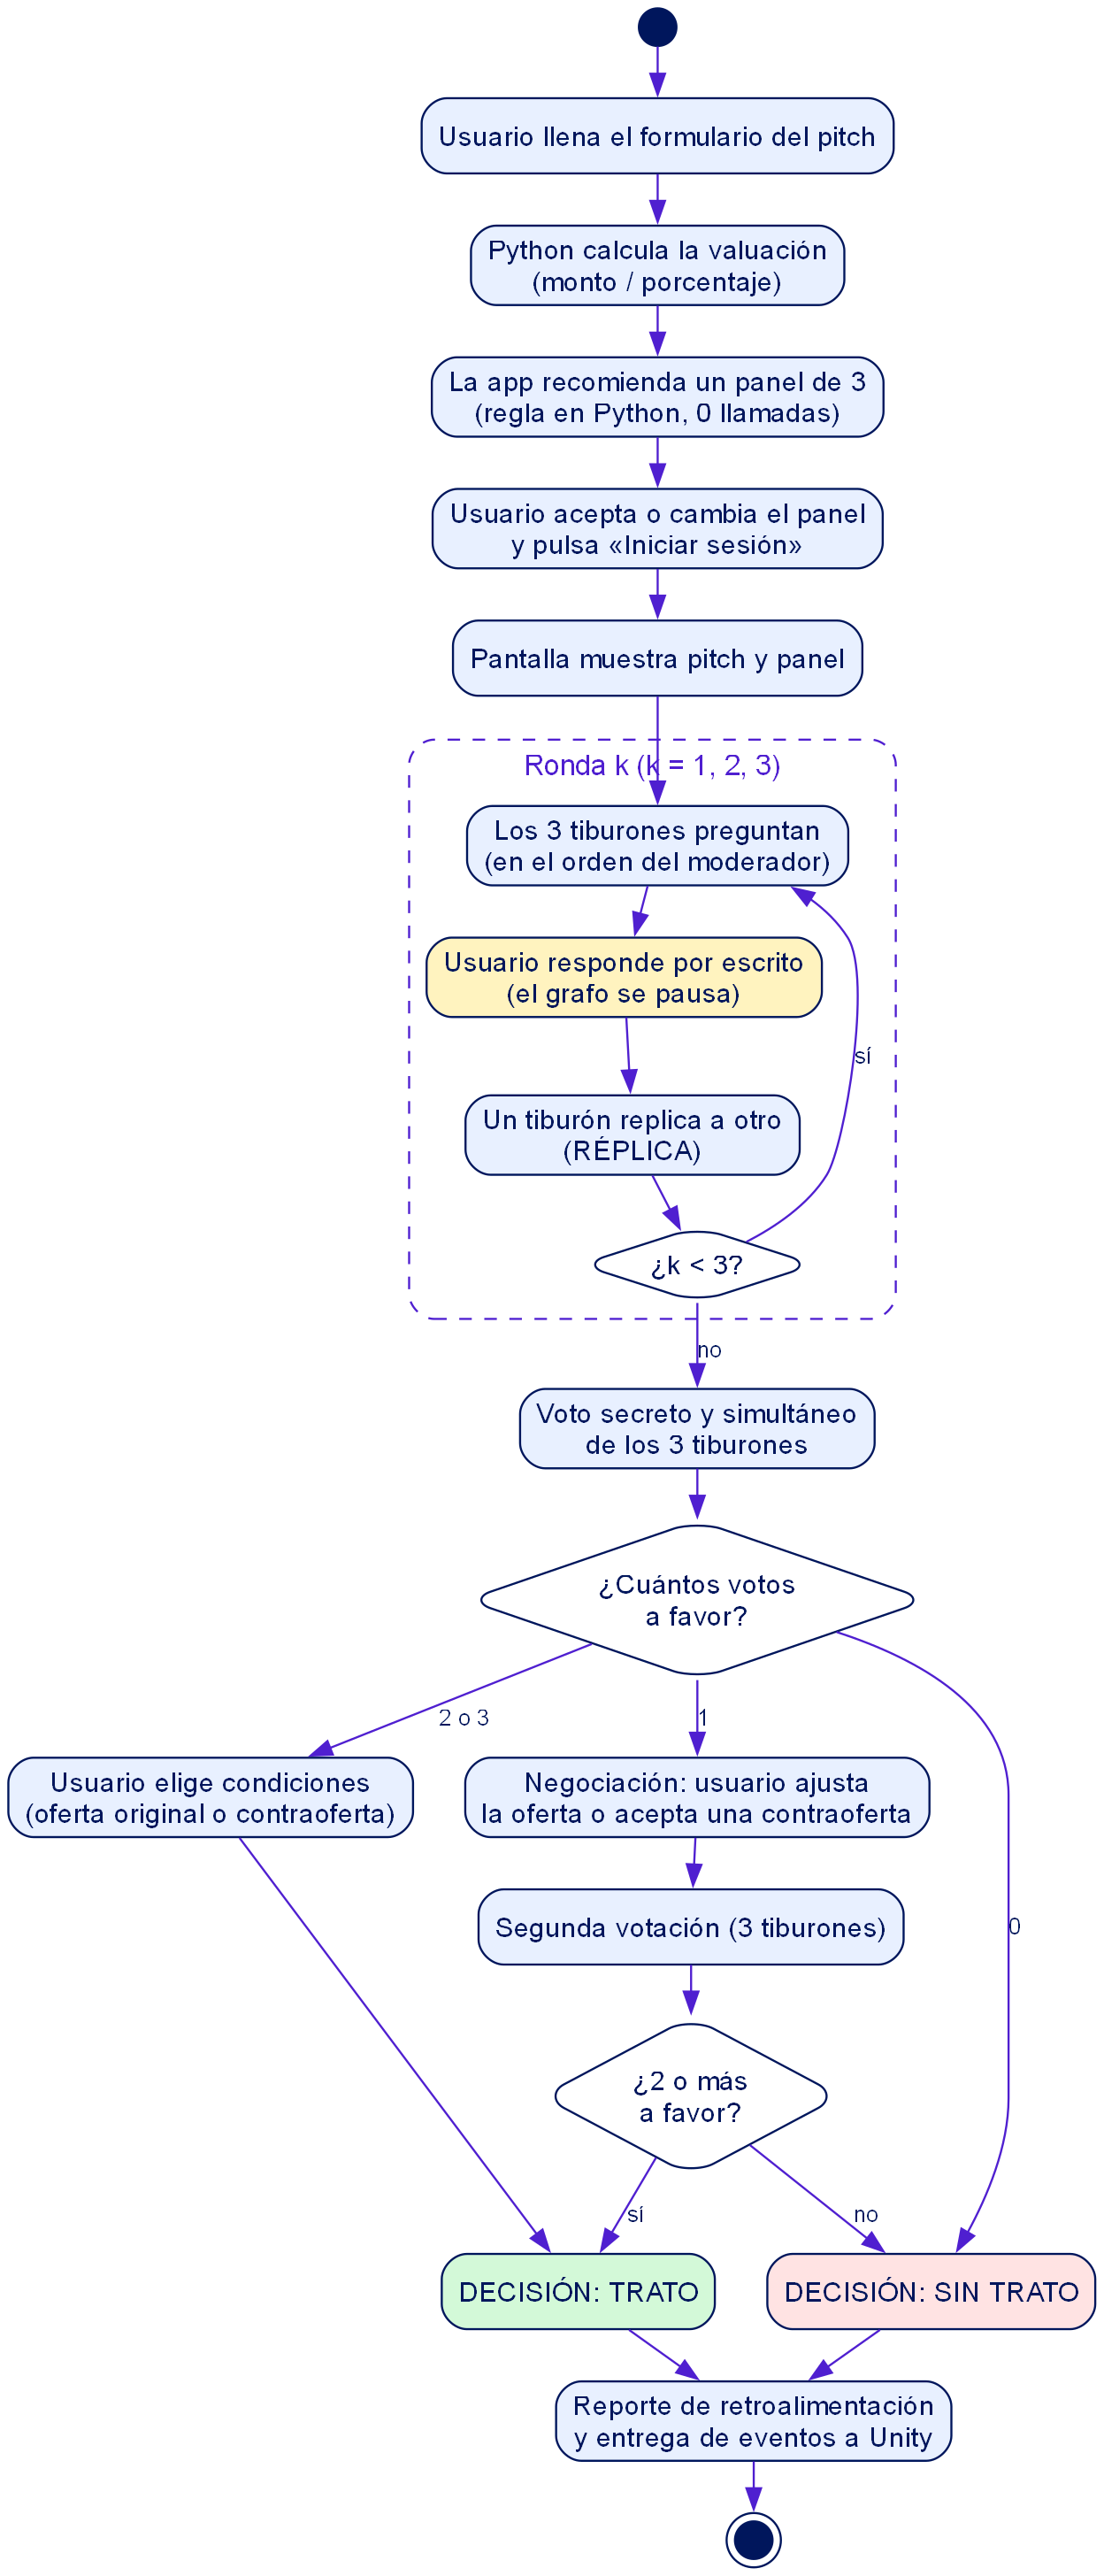 Usuario llena el formulario del pitch
Python calcula la valuación
(monto / porcentaje)
La app recomienda un panel de 3
(regla en Python, 0 llamadas)
Usuario acepta o cambia el panel
y pulsa «Iniciar sesión»
Pantalla muestra pitch y panel
Ronda k (k = 1, 2, 3)
Los 3 tiburones preguntan
(en el orden del moderador)
Usuario responde por escrito
(el grafo se pausa)
sí
Un tiburón replica a otro
(RÉPLICA)
¿k < 3?
no
Voto secreto y simultáneo
de los 3 tiburones
¿Cuántos votos
a favor?
2 o 3
1
0
Usuario elige condiciones
(oferta original o contraoferta)
Negociación: usuario ajusta
la oferta o acepta una contraoferta
Segunda votación (3 tiburones)
¿2 o más
a favor?
sí
no
DECISIÓN: TRATO
DECISIÓN: SIN TRATO
Reporte de retroalimentación
y entrega de eventos a Unity